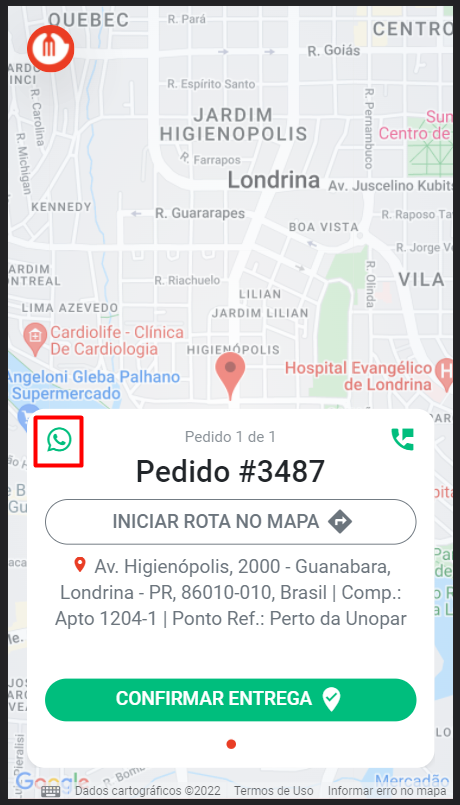 QUEBEC
R. Pará
CENTRO
R. Goiás
R. Carolina
R. Michigan
R. Espírito Santo
R. Pernambuco
JARDIM
HIGIENOPOLIS
Centro de
R. Farrapos
Londrina
Av. Juscelino Kubits
KENNEDY
R. Guararapes
R. Raposo Ta
BOA VISTA
R. Jorge V
R. Riachuelo
R. Olinda
VILA
LILIAN
JARDIM LILIAN
LIMA AZEVEDO
Cardiolife - Clínica
De Cardiologia
HIGIENÓPOLIS
Hospital Evangélico
de Londrina
Angeloni Gleba Palhano
Supermercado
Pedido 1 de 1
Pedido #3487
INICIAR ROTA NO MAPA
Av. Higienópolis, 2000 - Guanabara,
Londrina - PR, 86010-010, Brasil | Comp.:
Apto 1204-1 | Ponto Ref.: Perto da Unopar
CONFIRMAR ENTREGA
Google
Mercadão
Dados cartográficos ©2022
Termos de Uso
Informar erro no mapa